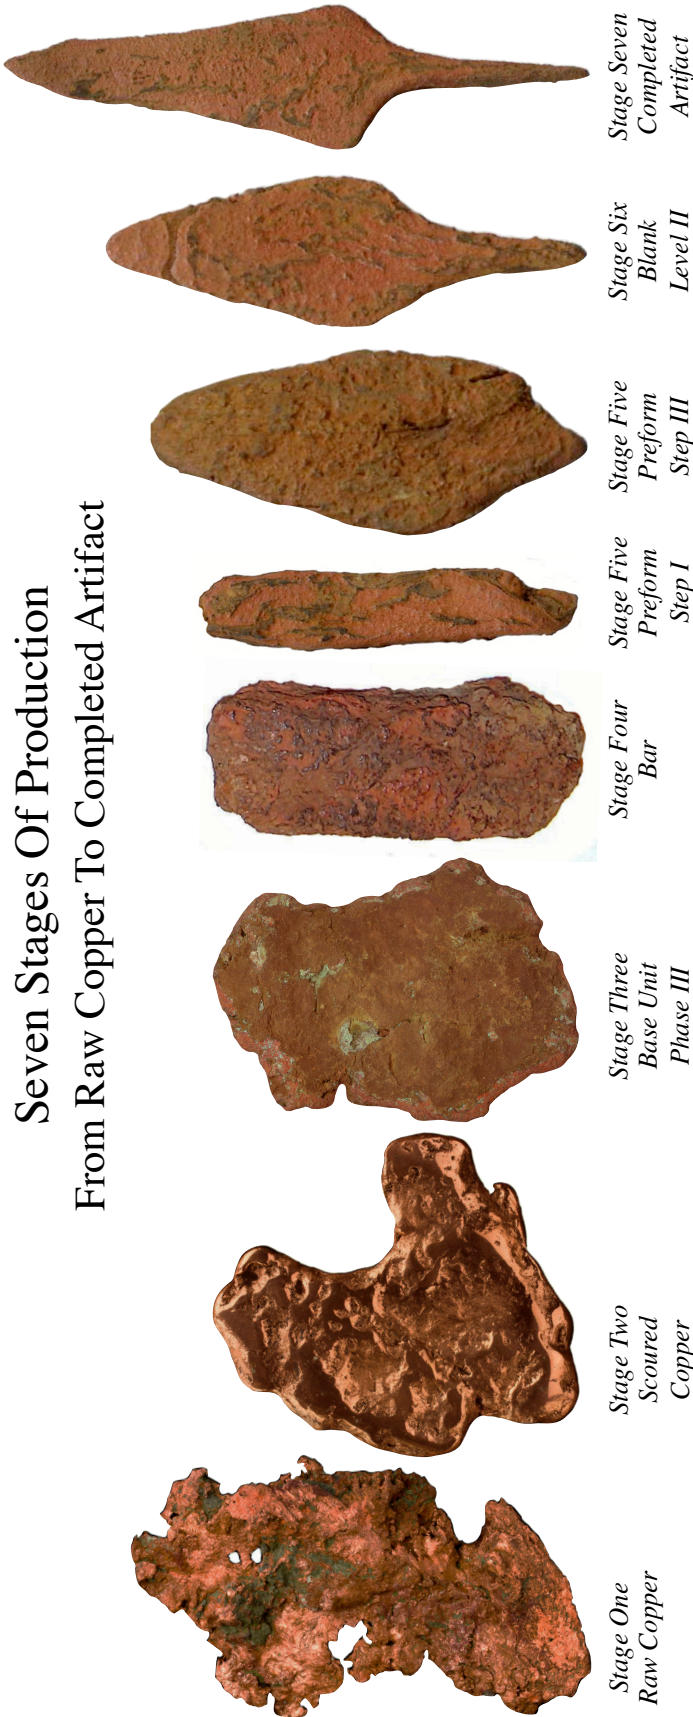 Seven Stages Of Production
From Raw Copper To Completed Artifact
Stage One
Raw Copper
Stage Two
Scoured
Copper
Stage Three
Base Unit
Phase III
Stage Four
Bar
Stage Five
Preform
Step I
Stage Five
Preform
Step III
Stage Six
Blank
Level II
Stage Seven
Completed
Artifact